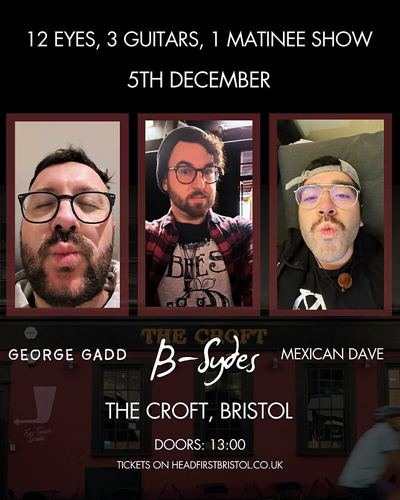 12 EYES, 3 GUITARS, 1 MATINEE SHOW
5TH DECEMBER
BEES
THE CROFT
GEORGE GADD
B-Sydes
MEXICAN DAVE
THE CROFT, BRISTOL
DOORS: 13:00
TICKETS ON HEADFIRSTBRISTOL.CO.UK